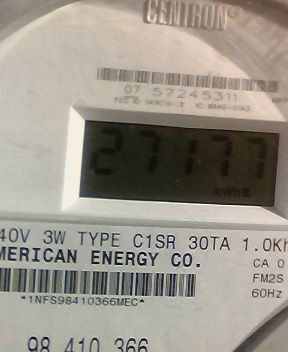 CENTRON®
07 57245311
27177
kWh
40V 3W TYPE C1SR 30TA 1.0Kh
MERICAN ENERGY CO.
CA 0
FM2S
*1NFS98410366MEC*
60Hz
98 410 366